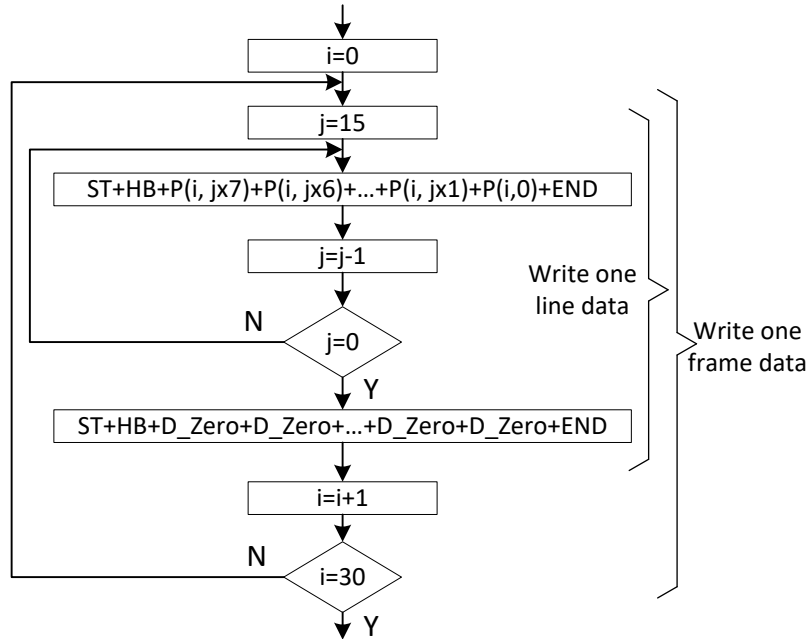 i=0
j=15
ST+HB+P(i, jx7)+P(i, jx6)+...+P(i, jx1)+P(i,0)+END
j=j-1
Write one
line data
N
j=0
Write one
frame data
Y
ST+HB+D_Zero+D_Zero+...+D_Zero+D_Zero+END
i=i+1
N
i=30
Y